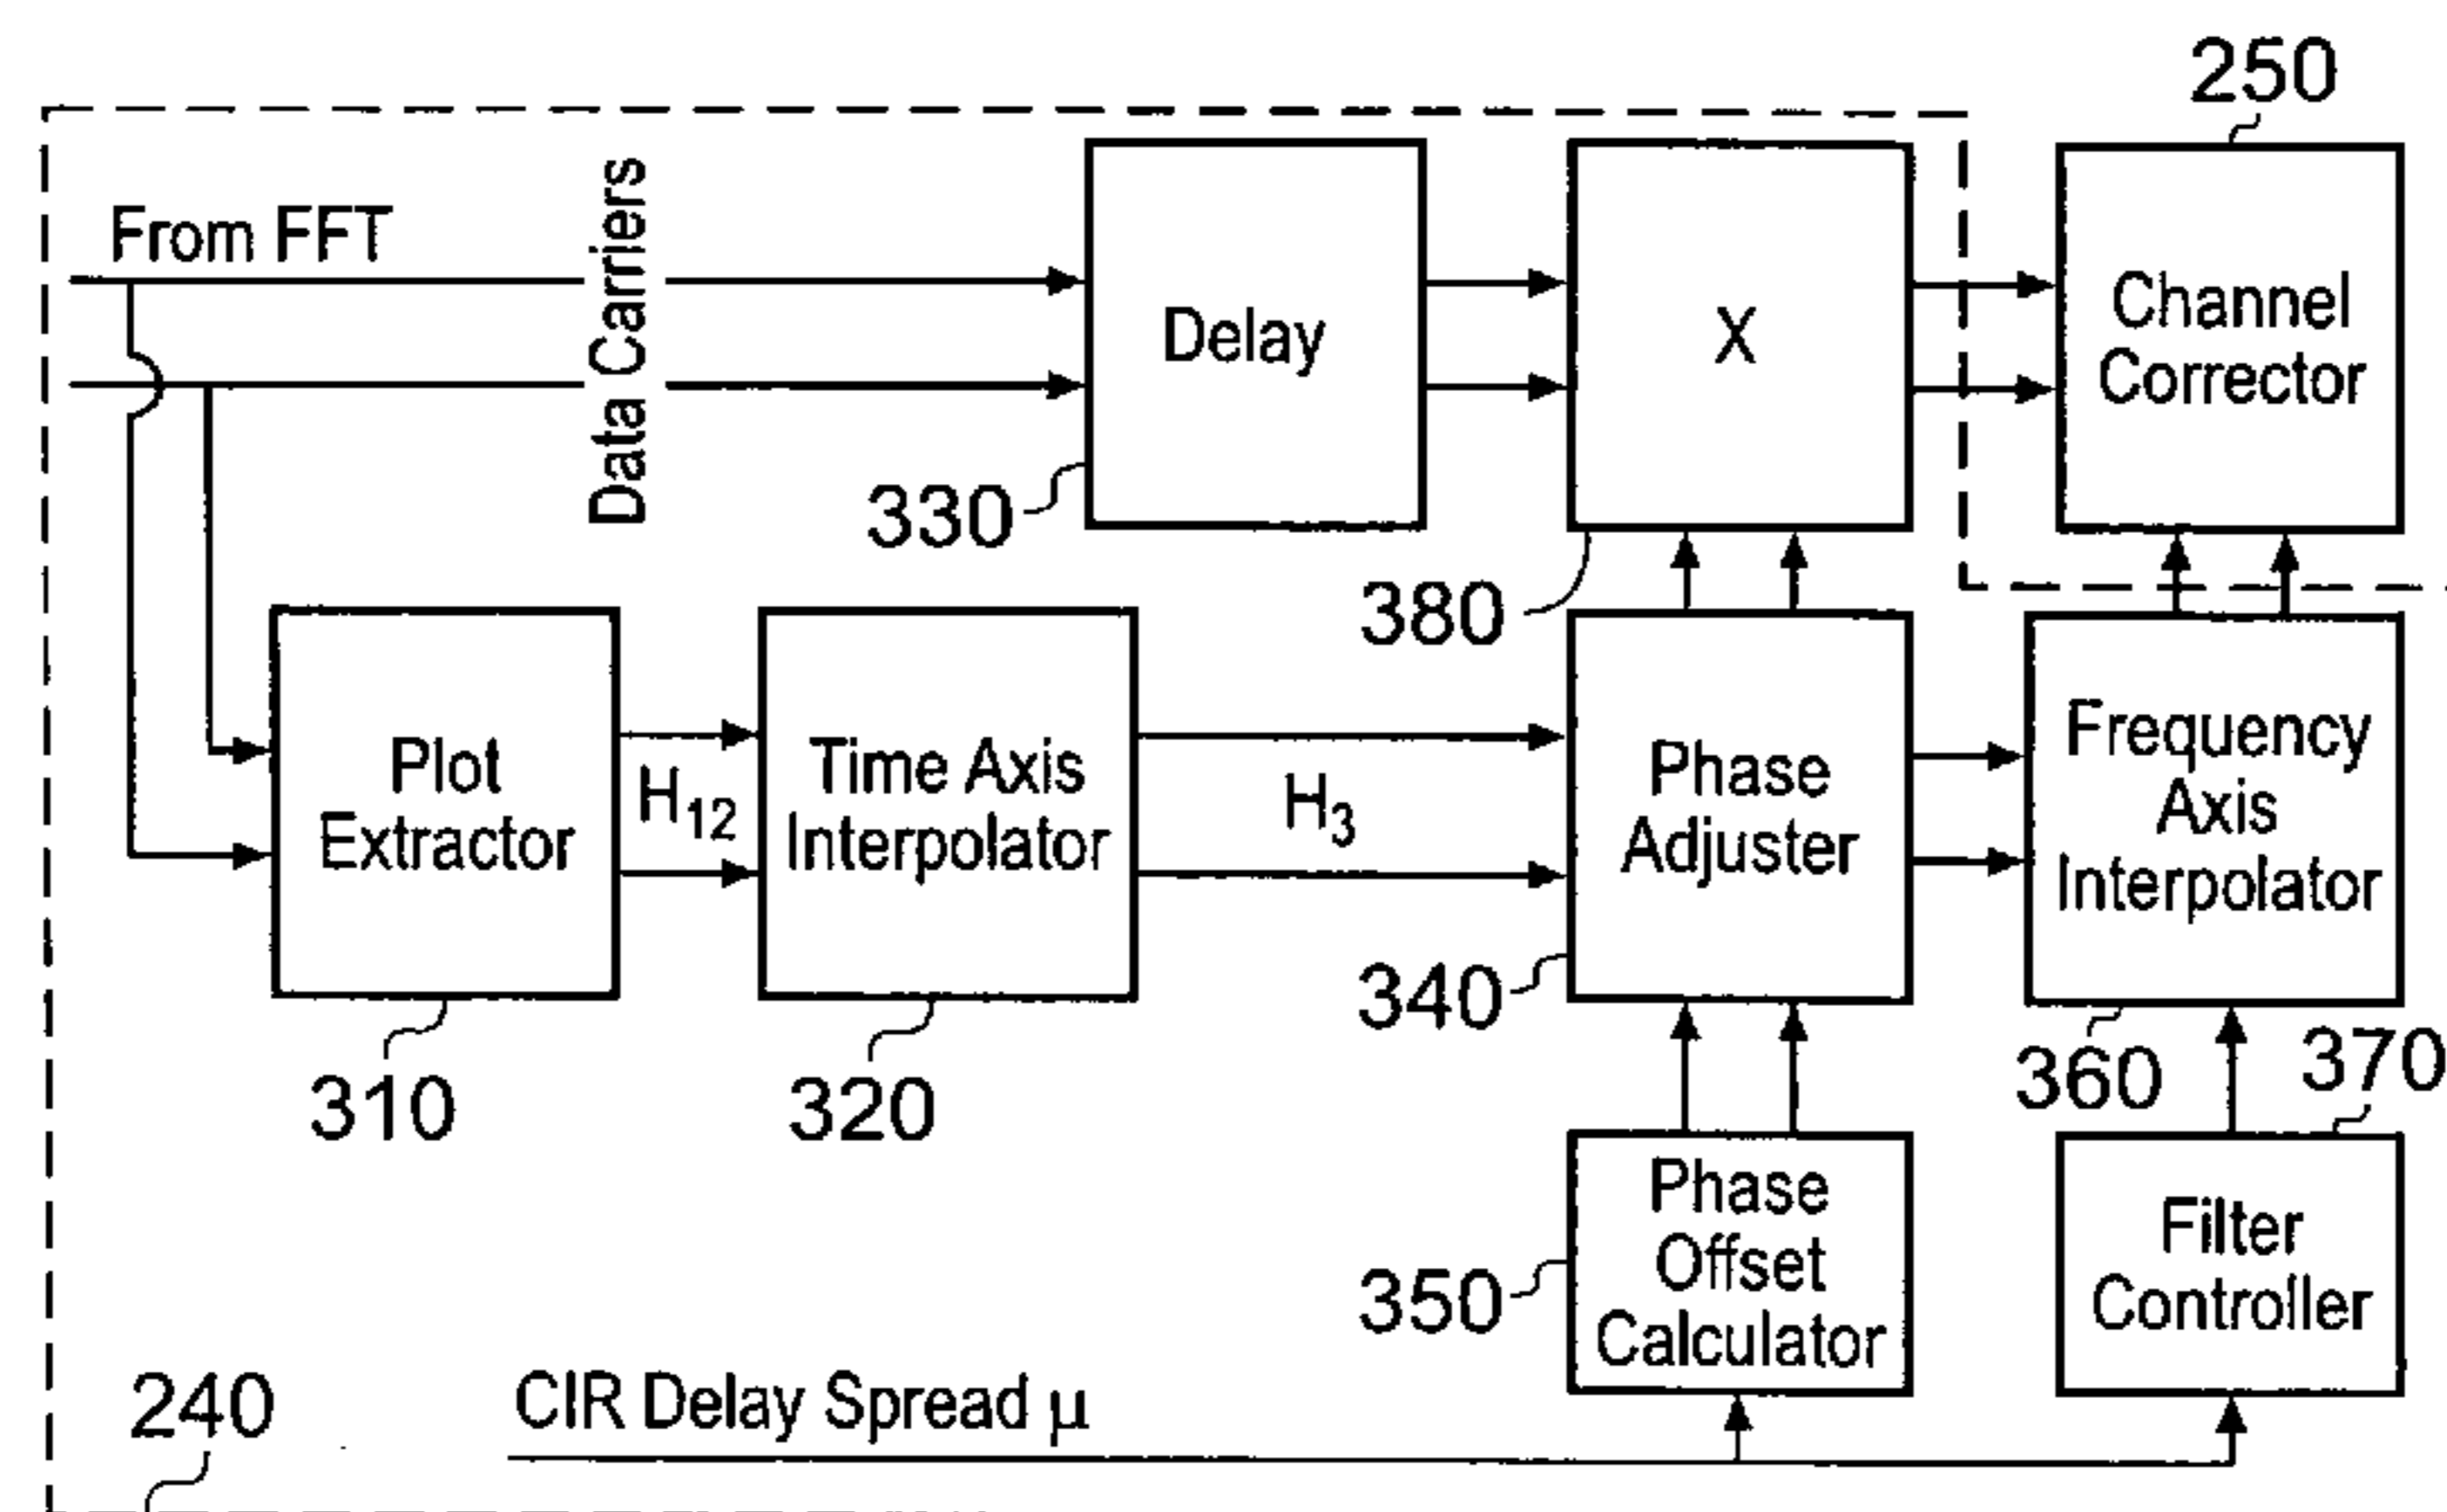 250
From FFT
Data Carriers
Delay
X
Channel
Corrector
330
380
Plot
Extractor
H12
Time Axis
Interpolator
H3
Phase
Adjuster
Frequency
Axis
Interpolator
340
310
320
360
370
Phase
Offset
Calculator
350
Filter
Controller
240
CIR Delay Spread μ